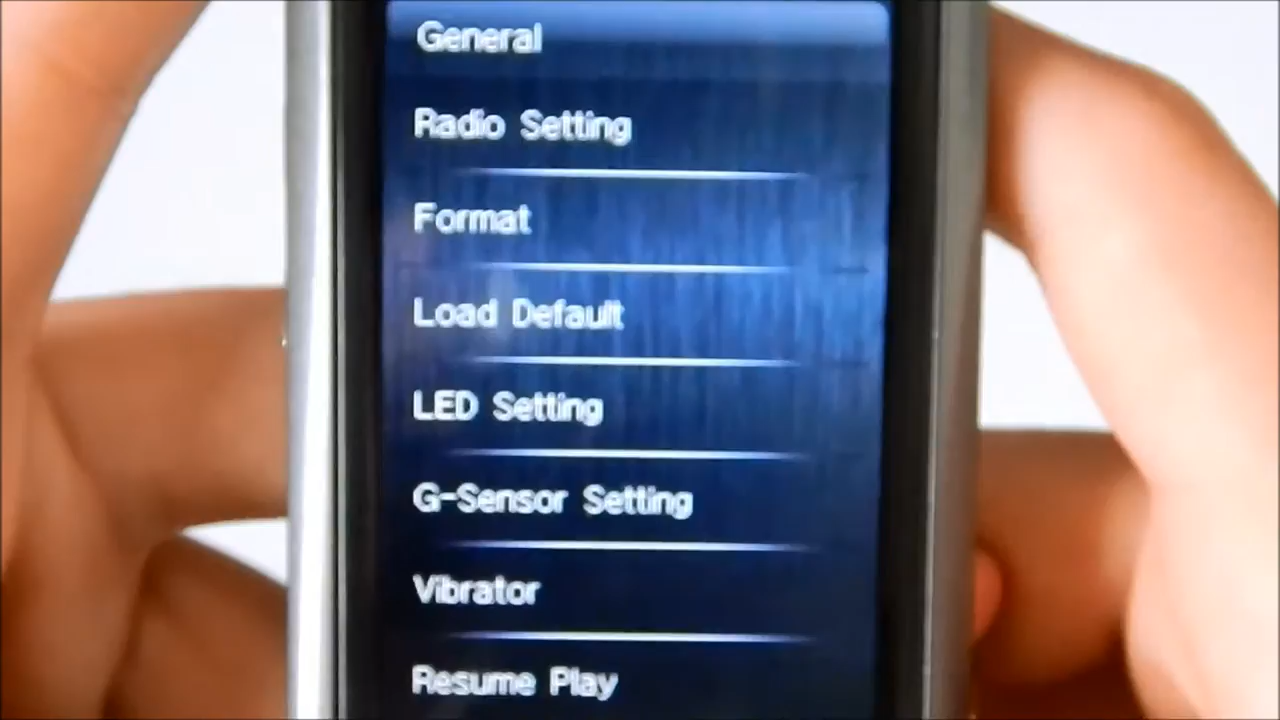 General
Radio Setting
Format
Load Default
LED Setting
G-Sensor Setting
Vibrator
Resume Play